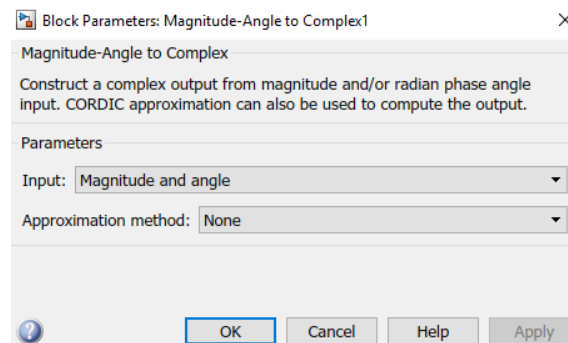 Block Parameters: Magnitude-Angle to Complex1
Magnitude-Angle to Complex
Construct a complex output from magnitude and/or radian phase angle
input. CORDIC approximation can also be used to compute the output.
Parameters
Input: Magnitude and angle
Approximation method: None
OK Cancel Help Apply